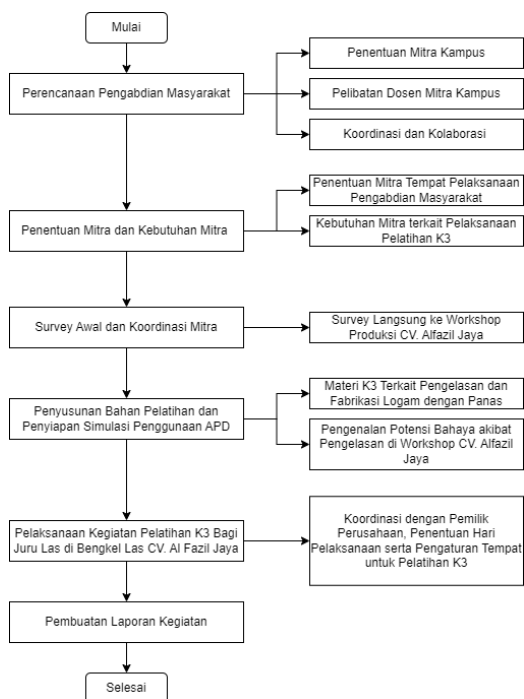 Mulai
Perencanaan Pengabdian Masyarakat
Penentuan Mitra Kampus
Pelibatan Dosen Mitra Kampus
Koordinasi dan Kolaborasi
Penentuan Mitra dan Kebutuhan Mitra
Penentuan Mitra Tempat Pelaksanaan
Pengabdian Masyarakat
Kebutuhan Mitra terkait Pelaksanaan
Pelatihan K3
Survey Awal dan Koordinasi Mitra
Survey Langsung ke Workshop
Produksi CV. Alfazil Jaya
Penyusunan Bahan Pelatihan dan
Penyiapan Simulasi Penggunaan APD
Materi K3 Terkait Pengelasan dan
Fabrikasi Logam dengan Panas
Pengenalan Potensi Bahaya akibat
Pengelasan di Workshop CV. Alfazil
Jaya
Pelaksanaan Kegiatan Pelatihan K3 Bagi
Juru Las di Bengkel Las CV. Al Fazil Jaya
Koordinasi dengan Pemilik
Perusahaan, Penentuan Hari
Pelaksanaan serta Pengaturan Tempat
untuk Pelatihan K3
Pembuatan Laporan Kegiatan
Selesai